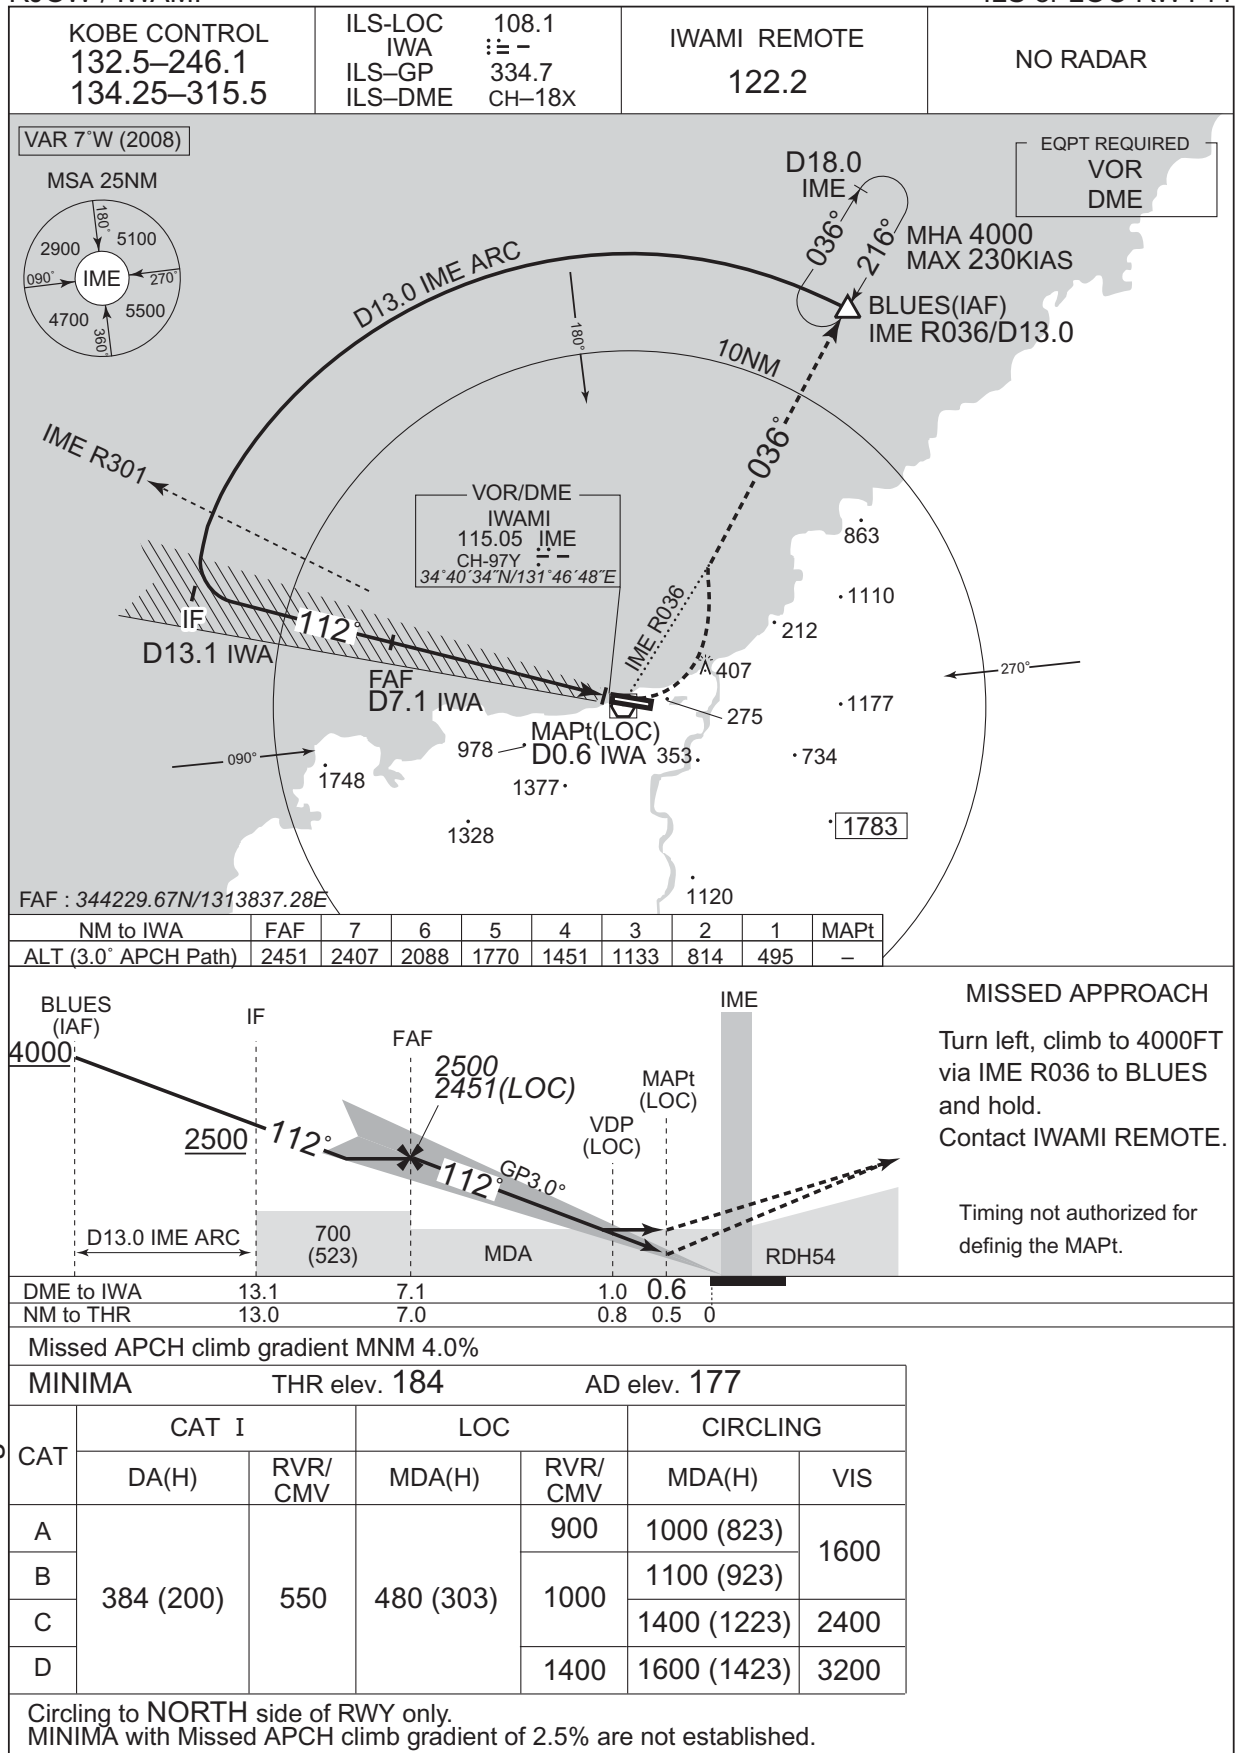 KOBE CONTROL
132.5–246.1
134.25–315.5
ILS-LOC 108.1
IWA
ILS–GP 334.7
ILS–DME CH–18X
IWAMI REMOTE
122.2
NO RADAR
VAR 7˚W (2008)
MSA 25NM
180˚
2900
5100
090˚
IME
270˚
4700
5500
360˚
EQPT REQUIRED
VOR
DME
D18.0
IME
036°
216°
MHA 4000
MAX 230KIAS
BLUES(IAF)
IME R036/D13.0
D13.0 IME ARC
180°
10NM
036°
IME R301
VOR/DME
IWAMI
115.05 IME
CH-97Y
34˚40´34˝N/131˚46´48˝E
863
1110
212
IME R036
IF
D13.1 IWA
112°
FAF
D7.1 IWA
407
270°
275
1177
MAPt(LOC)
D0.6 IWA
978
353
734
090°
1748
1377
1328
1783
1120
FAF : 344229.67N/1313837.28E
NM to IWA FAF 7 6 5 4 3 2 1 MAPt
ALT (3.0˚ APCH Path) 2451 2407 2088 1770 1451 1133 814 495 –
BLUES
(IAF)
4000
IF
2500
112°
FAF
2500
2451(LOC)
112°
GP3.0°
VDP
(LOC)
MAPt
(LOC)
IME
D13.0 IME ARC
700
(523)
MDA
RDH54
MISSED APPROACH
Turn left, climb to 4000FT
via IME R036 to BLUES
and hold.
Contact IWAMI REMOTE.
Timing not authorized for
definig the MAPt.
DME to IWA 13.1 7.1 1.0 0.6
NM to THR 13.0 7.0 0.8 0.5 0
Missed APCH climb gradient MNM 4.0%
MINIMA THR elev. 184 AD elev. 177
CAT CAT I LOC CIRCLING
DA(H) RVR/CMV MDA(H) RVR/CMV MDA(H) VIS
A 384 (200) 550 480 (303) 900 1000 (823) 1600
B 1000 1100 (923)
C 1400 (1223) 2400
D 1400 1600 (1423) 3200
Circling to NORTH side of RWY only.
MINIMA with Missed APCH climb gradient of 2.5% are not established.